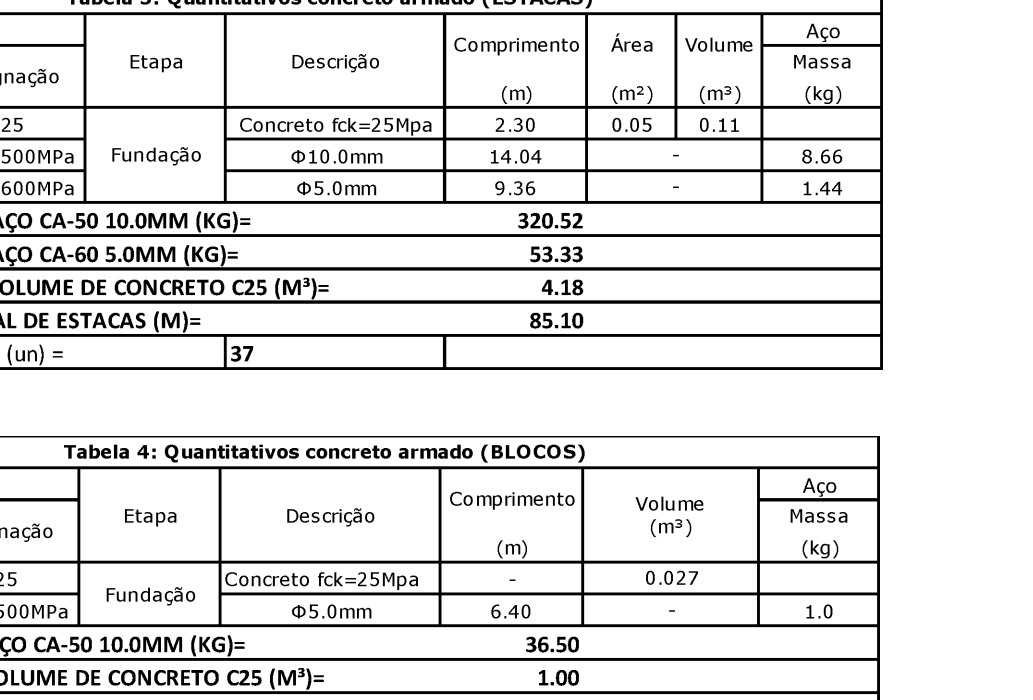 Tabela 3: Quantitativos concreto armado (ESTACAS)
Etapa Descrição Comprimento (m) Área (m²) Volume (m³) Aço
Massa (kg)
25 Concreto fck=25Mpa 2.30 0.05 0.11
500MPa Fundação Φ10.0mm 14.04 - 8.66
600MPa Φ5.0mm 9.36 - 1.44
AÇO CA-50 10.0MM (KG)= 320.52
AÇO CA-60 5.0MM (KG)= 53.33
OLUME DE CONCRETO C25 (M³)= 4.18
AL DE ESTACAS (M)= 85.10
(un) = 37
Tabela 4: Quantitativos concreto armado (BLOCOS)
Etapa Descrição Comprimento (m) Volume (m³) Aço
nação Massa (kg)
25 Concreto fck=25Mpa - 0.027
500MPa Fundação Φ5.0mm 6.40 - 1.0
ÇO CA-50 10.0MM (KG)= 36.50
OLUME DE CONCRETO C25 (M³)= 1.00